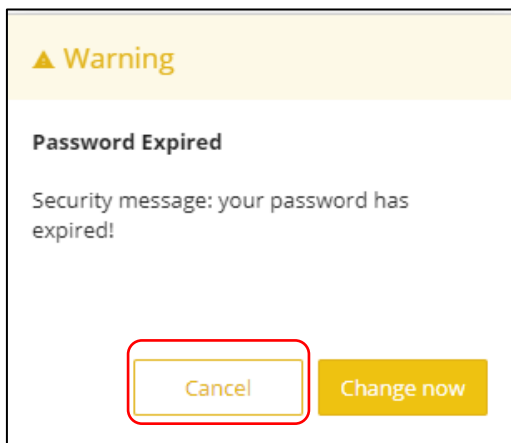 Warning
Password Expired
Security message: your password has
expired!
Cancel
Change now